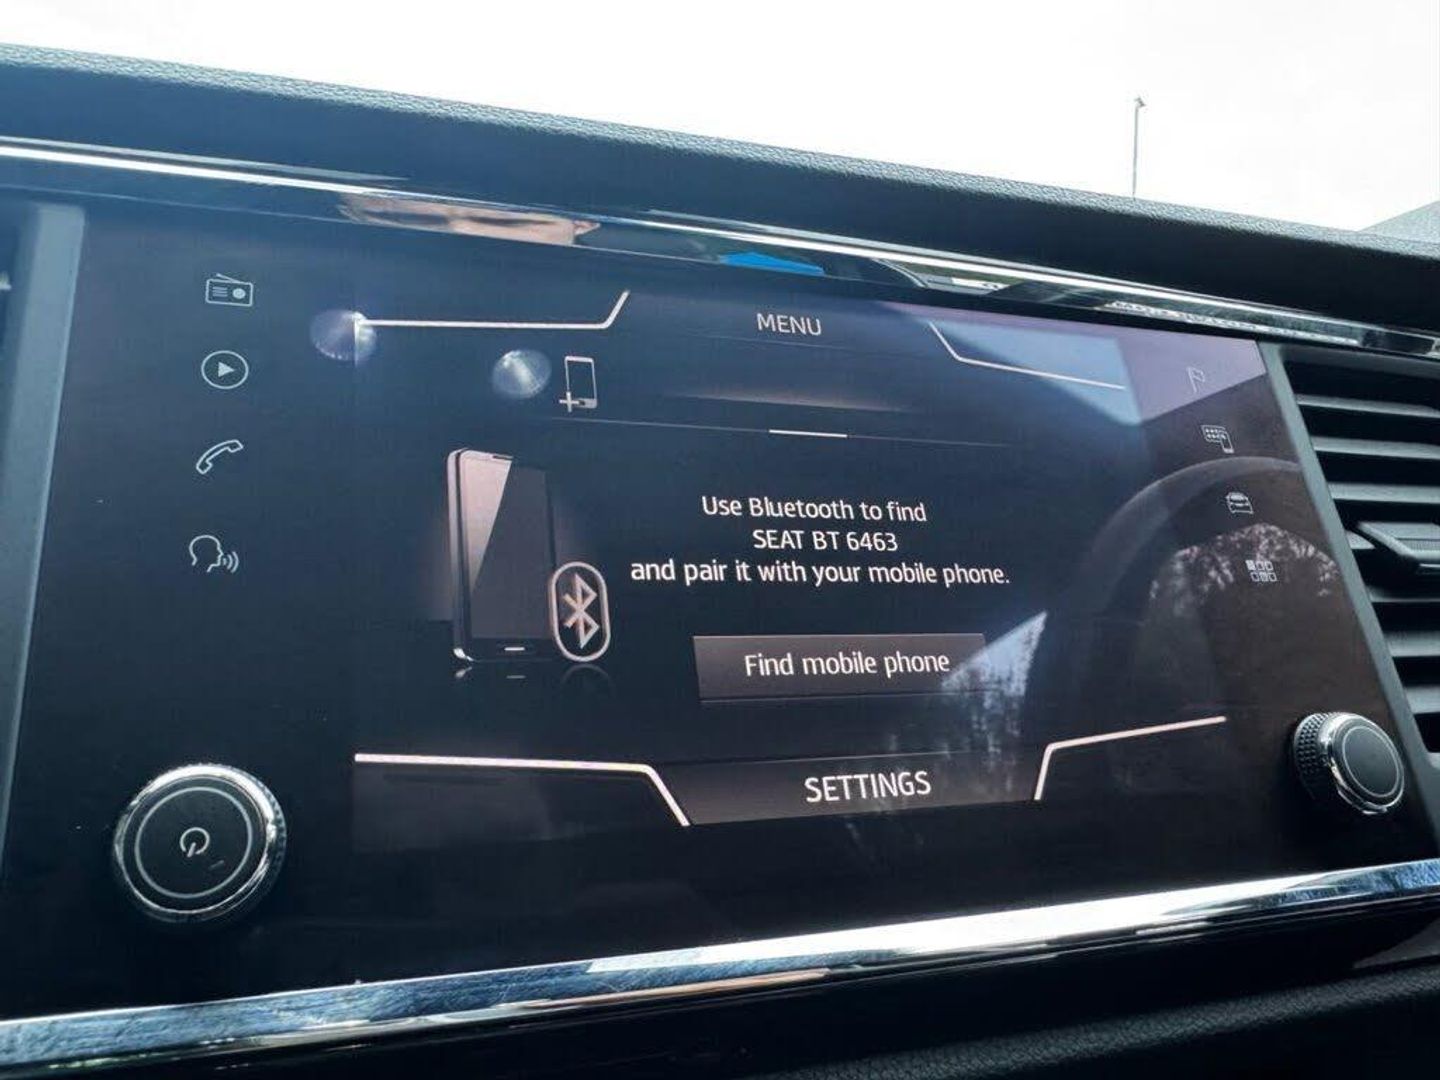 MENU
Use Bluetooth to find
SEAT BT 6463
and pair it with your mobile phone.
Find mobile phone
SETTINGS